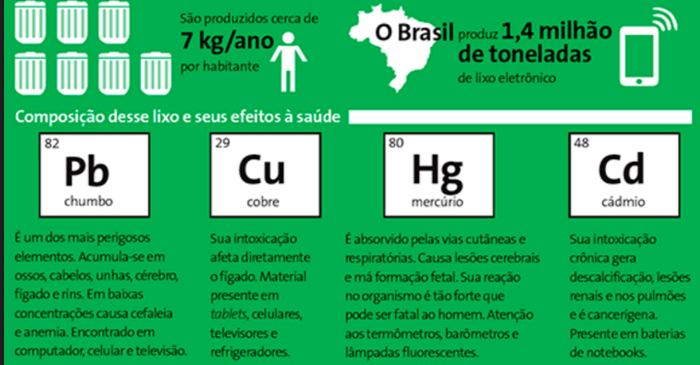 São produzidos cerca de
7 kg/ano
por habitante
O Brasil produz 1,4 milhão
de toneladas
de lixo eletrônico
Composição desse lixo e seus efeitos à saúde
82
Pb
chumbo
É um dos mais perigosos
elementos. Acumula-se em
ossos, cabelos, unhas, cérebro,
fígado e rins. Em baixas
concentrações causa cefaleia
e anemia. Encontrado em
computador, celular e televisão.
29
Cu
cobre
Sua intoxicação
afeta diretamente
o fígado. Material
presente em
tablets, celulares,
televisores e
refrigeradores.
80
Hg
mercúrio
É absorvido pelas vias cutâneas e
respiratórias. Causa lesões cerebrais
e má formação fetal. Sua reação
no organismo é tão forte que
pode ser fatal ao homem. Atenção
aos termômetros, barômetros e
lâmpadas fluorescentes.
48
Cd
cádmio
Sua intoxicação
crônica gera
descalcificação, lesões
renais e nos pulmões
e é cancerígena.
Presente em baterias
de notebooks.